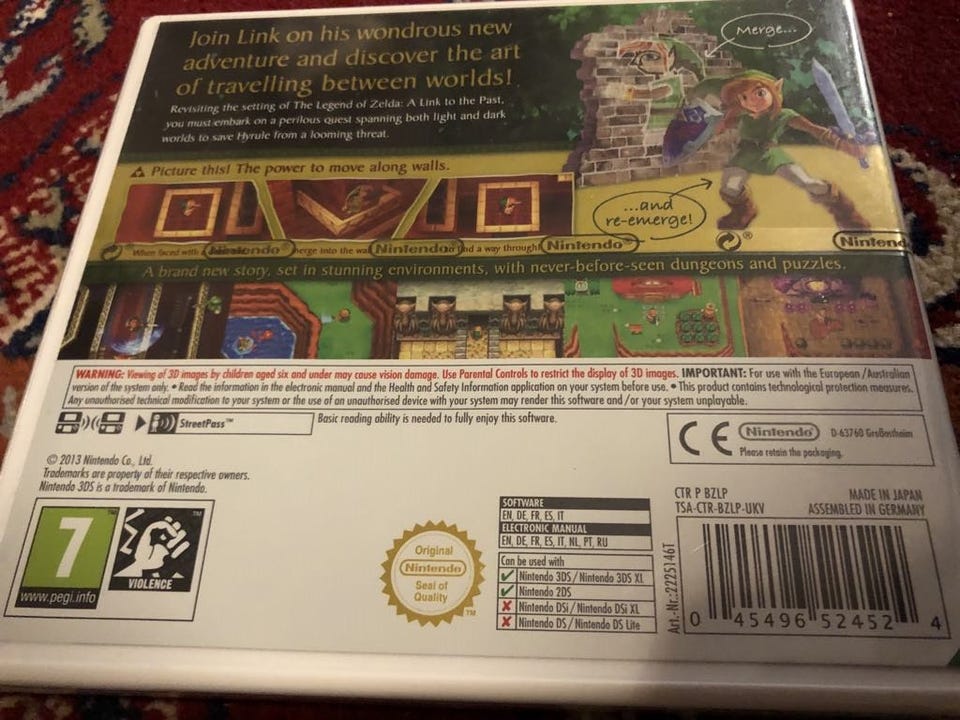 Join Link on his wondrous new
adventure and discover the art
of travelling between worlds!
Revisiting the setting of The Legend of Zelda: A Link to the Past,
you must embark on a perilous quest spanning both light and dark
worlds to save Hyrule from a looming threat.
Merge...
Picture this! The power to move along walls.
...and
re-emerge!
When faced with merge into the wall to find a way through!
Nintendo®
Nintendo®
Nintendo®
Nintendo
A brand new story, set in stunning environments, with never-before-seen dungeons and puzzles.
WARNING: Viewing of 3D images by children aged six and under may cause vision damage. Use Parental Controls to restrict the display of 3D images. IMPORTANT: For use with the European/Australian
version of the system only. • Read the information in the electronic manual and the Health and Safety Information application on your system before use. • This product contains technological protection measures.
Any unauthorised technical modification to your system or the use of an unauthorised device with your system may render this software and/or your system unplayable.
StreetPass™
Basic reading ability is needed to fully enjoy this software.
CE Nintendo D-63760 Großostheim
Please retain the packaging.
© 2013 Nintendo Co., Ltd.
Trademarks are property of their respective owners.
Nintendo 3DS is a trademark of Nintendo.
7
www.pegi.info
VIOLENCE
TM
Original
Nintendo
Seal of
Quality
TM
SOFTWARE
EN, DE, FR, ES, IT
ELECTRONIC MANUAL
EN, DE, FR, ES, IT, NL, PT, RU
Can be used with
Nintendo 3DS/Nintendo 3DS XL
Nintendo 2DS
Nintendo DSi/Nintendo DSi XL
Nintendo DS/Nintendo DS Lite
CTR P BZLP
TSA-CTR-BZLP-UKV
MADE IN JAPAN
ASSEMBLED IN GERMANY
Art.-Nr.: 2225146T
0 45496 52452 4